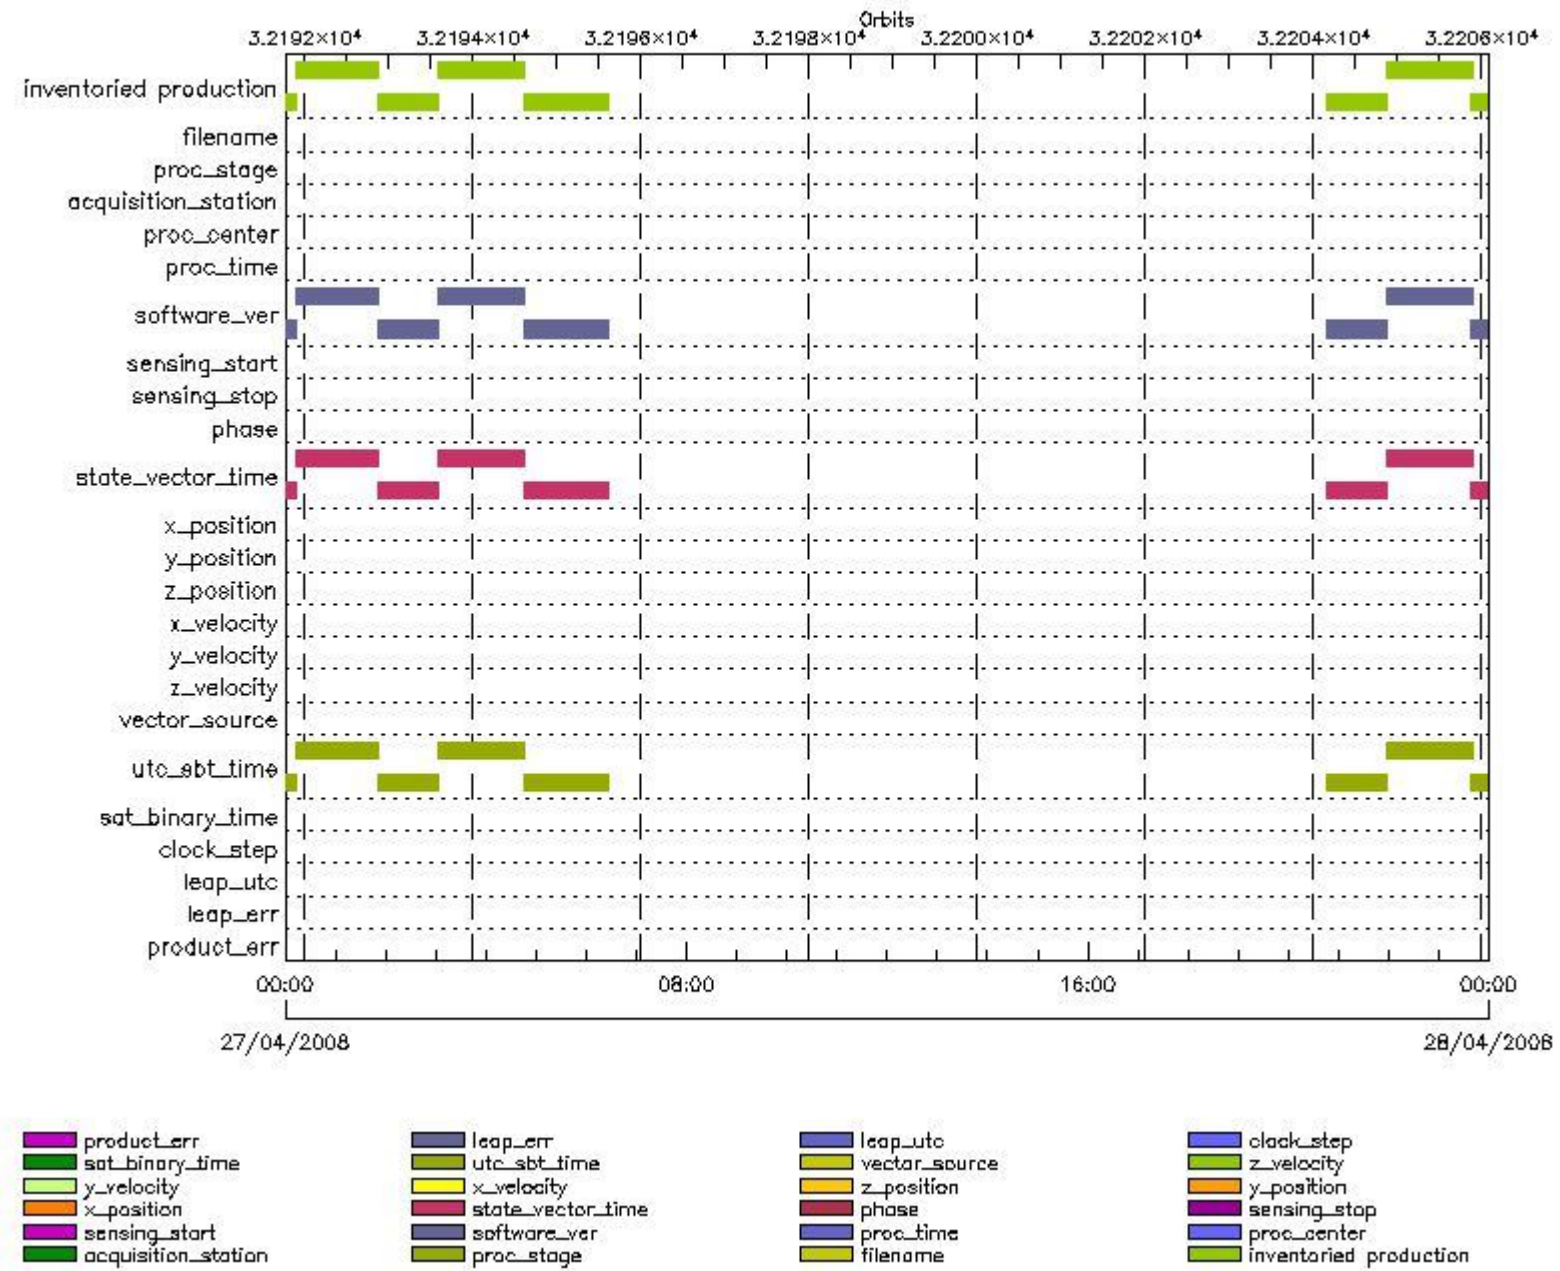 Orbits
3.2192×10⁴ 3.2194×10⁴ 3.2196×10⁴ 3.2198×10⁴ 3.2200×10⁴ 3.2202×10⁴ 3.2204×10⁴ 3.2206×10⁴
inventoried production
filename
proc_stage
acquisition_station
proc_center
proc_time
software_ver
sensing_start
sensing_stop
phase
state_vector_time
x_position
y_position
z_position
x_velocity
y_velocity
z_velocity
vector_source
utc_sbt_time
sat_binary_time
clock_step
leap_utc
leap_err
product_err
00:00 08:00 16:00 00:00
27/04/2008 28/04/2008
product_err leap_err leap_utc clock_step
sat_binary_time utc_sbt_time vector_source z_velocity
y_velocity x_velocity z_position y_position
x_position state_vector_time phase sensing_stop
sensing_start software_ver proc_time proc_center
acquisition_station proc_stage filename inventoried production